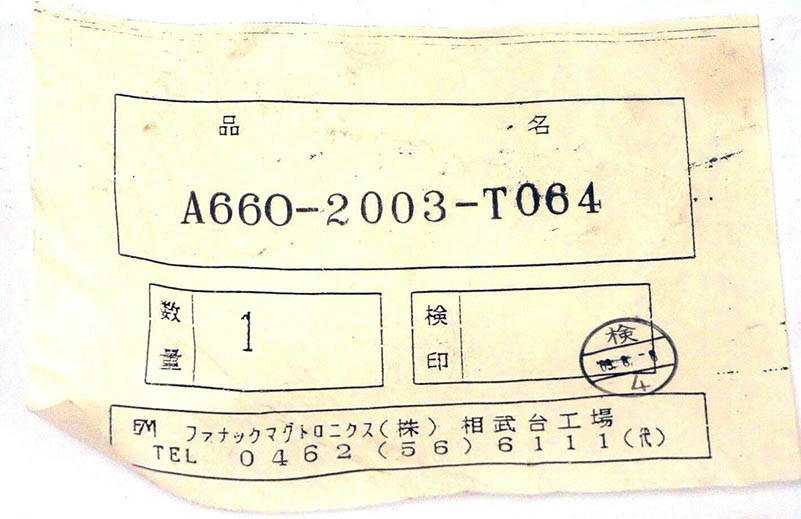 品名
A660-2003-T064
数量 1
検印
検
4
FM ファナックマグトロニクス(株) 相武台工場
TEL 0462(56)6111(代)